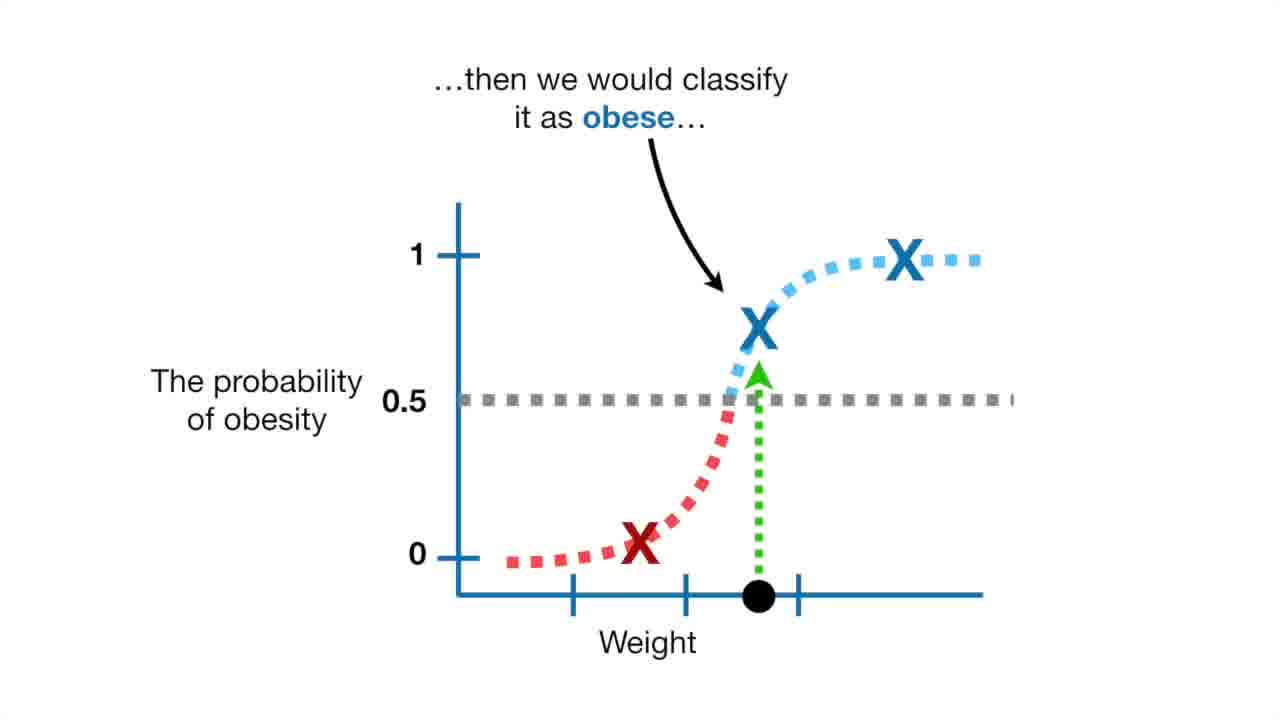 …then we would classify
it as obese…
1
The probability
of obesity
0.5
0
Weight